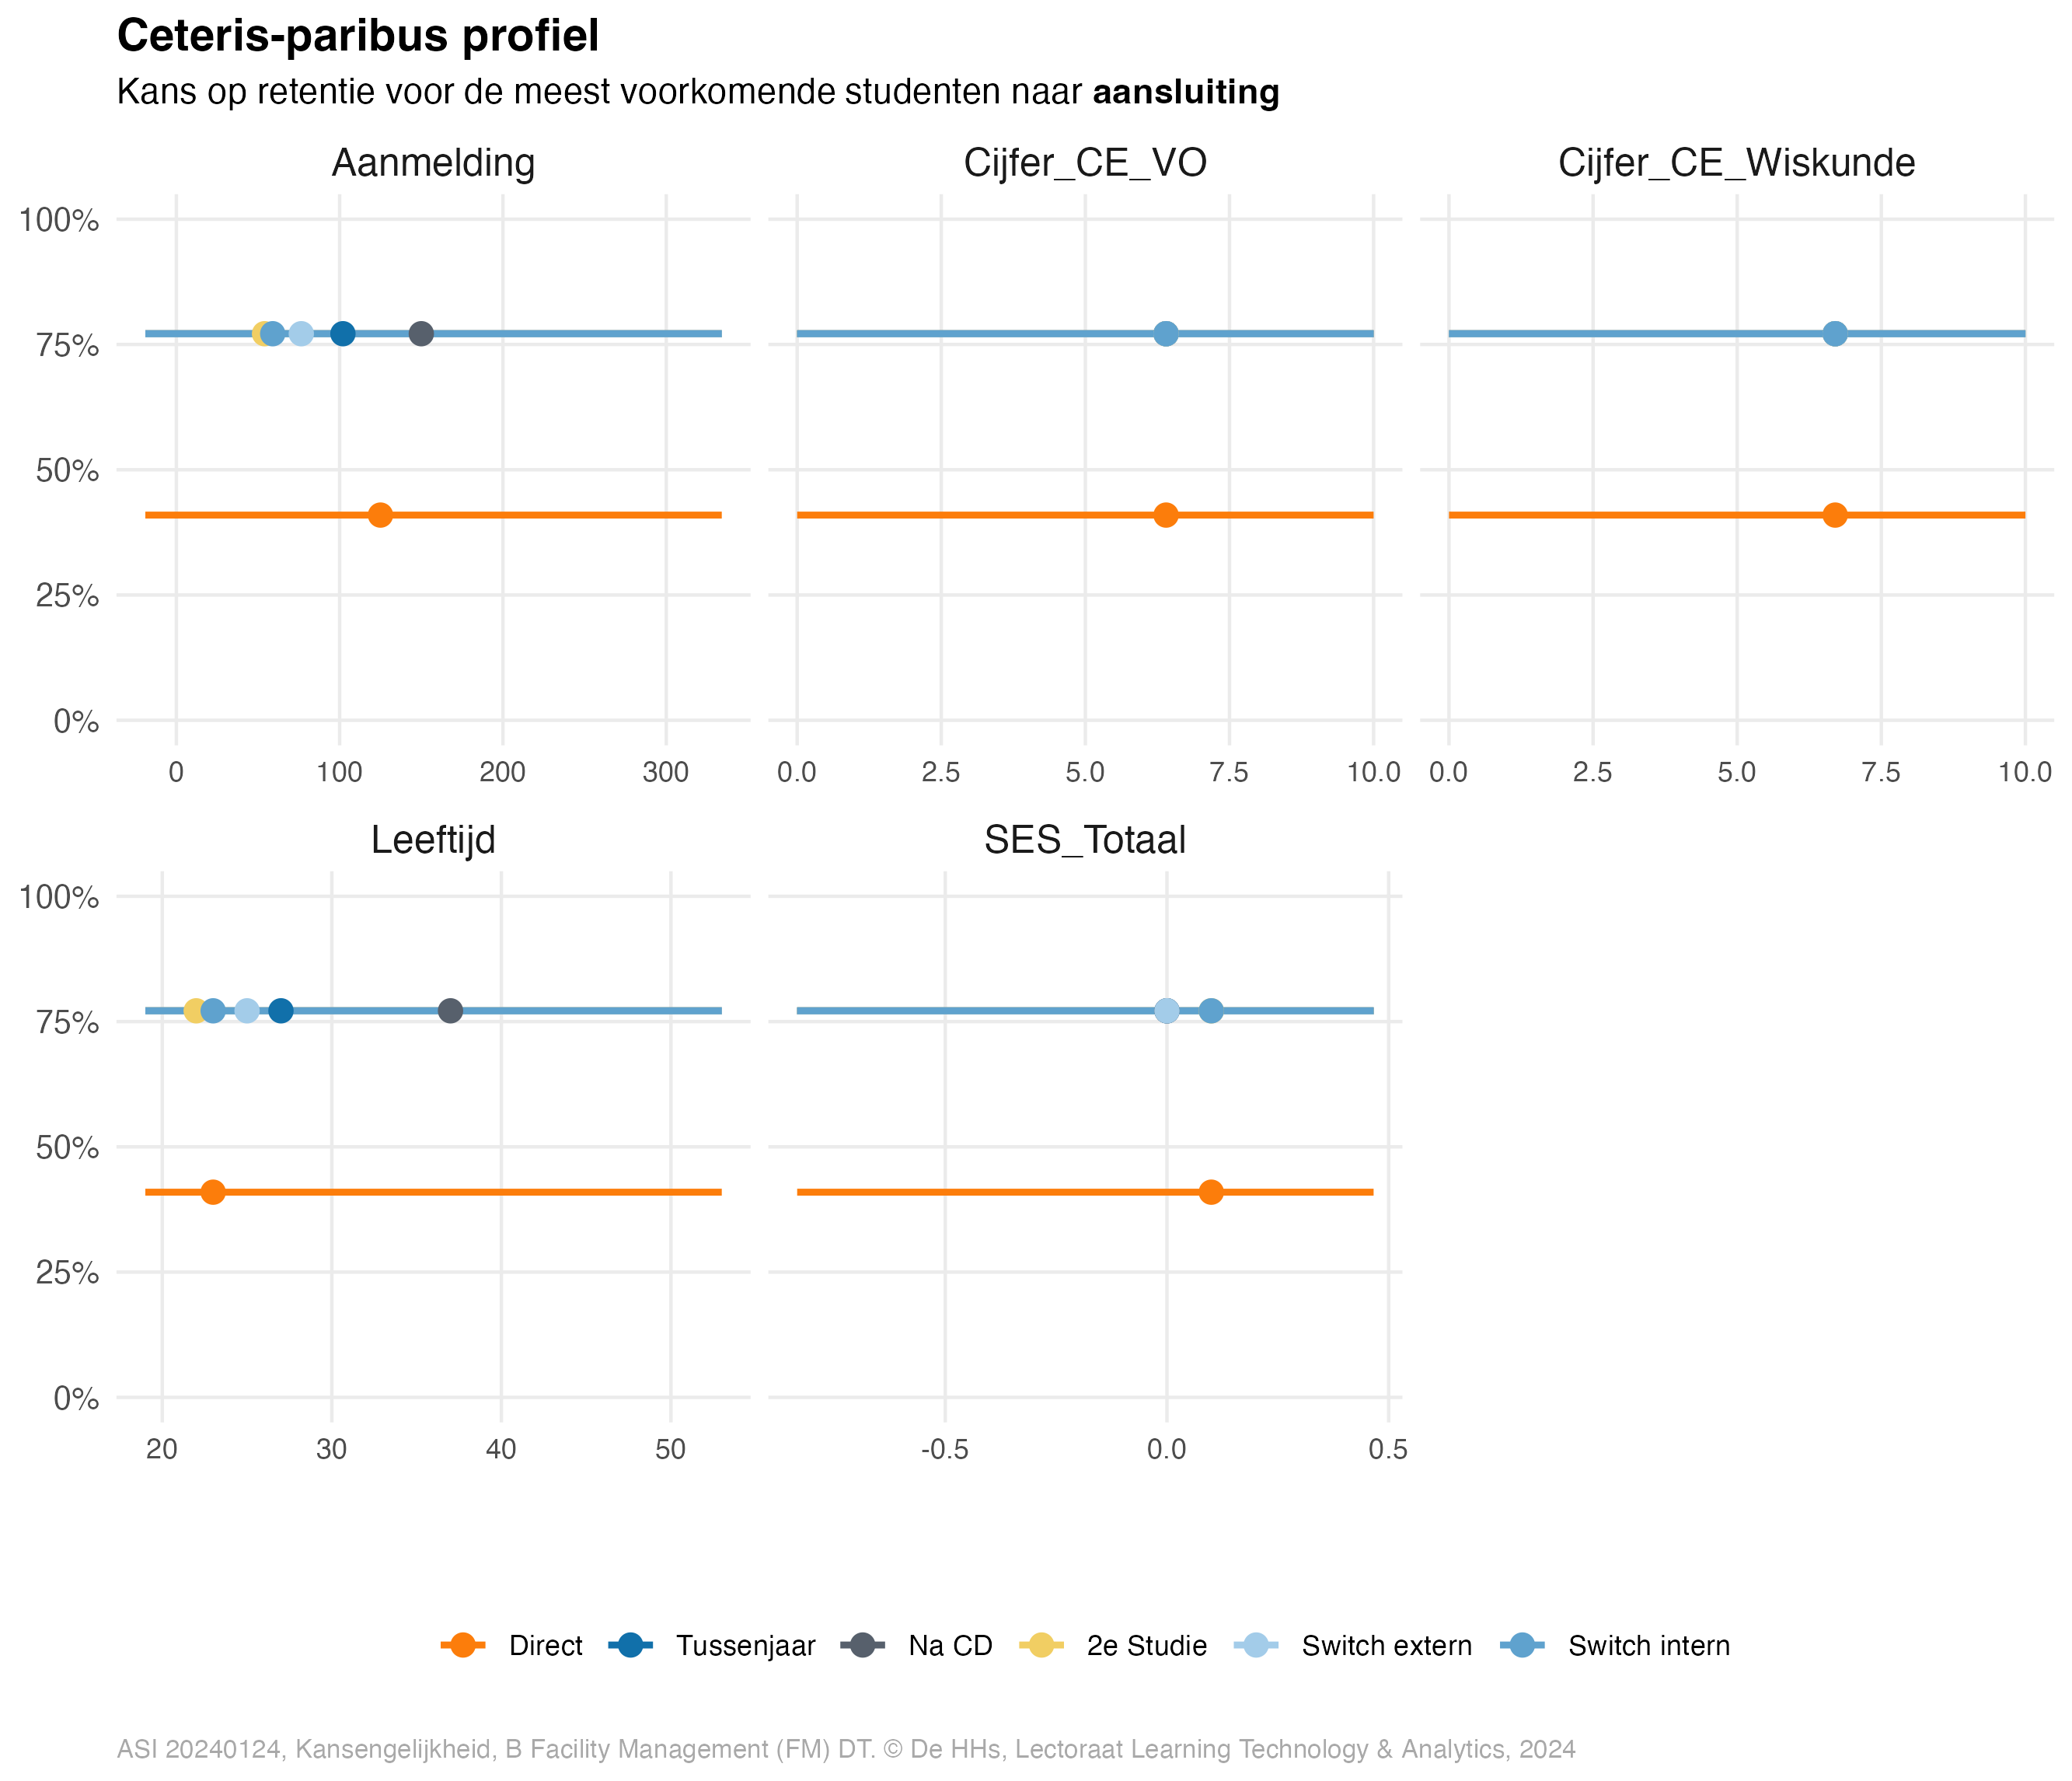 Ceteris-paribus profiel
Kans op retentie voor de meest voorkomende studenten naar aansluiting
Aanmelding Cijfer_CE_VO Cijfer_CE_Wiskunde
100%
75%
50%
25%
0%
0 100 200 300 0.0 2.5 5.0 7.5 10.0 0.0 2.5 5.0 7.5 10.0
Leeftijd SES_Totaal
100%
75%
50%
25%
0%
20 30 40 50 -0.5 0.0 0.5
Direct Tussenjaar Na CD 2e Studie Switch extern Switch intern
ASI 20240124, Kansengelijkheid, B Facility Management (FM) DT. © De HHs, Lectoraat Learning Technology & Analytics, 2024